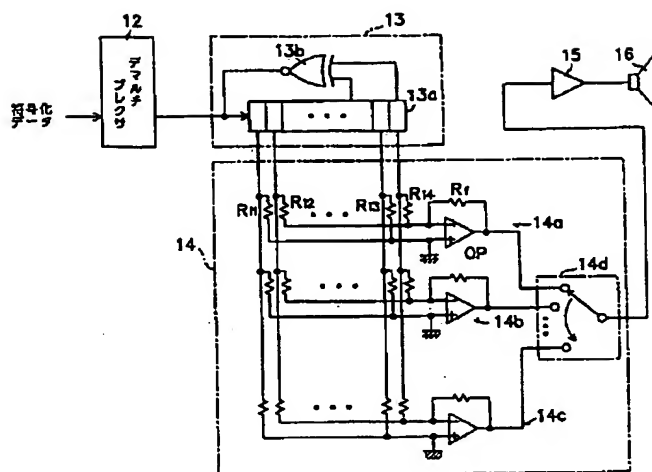 12
13
13b
15
16
デマルチ
プレクサ
13a
符号化
データ
• • •
R11
R12
• • •
R13
R14
Rf
14a
OP
14
14d
• • •
14b
• • •
14c